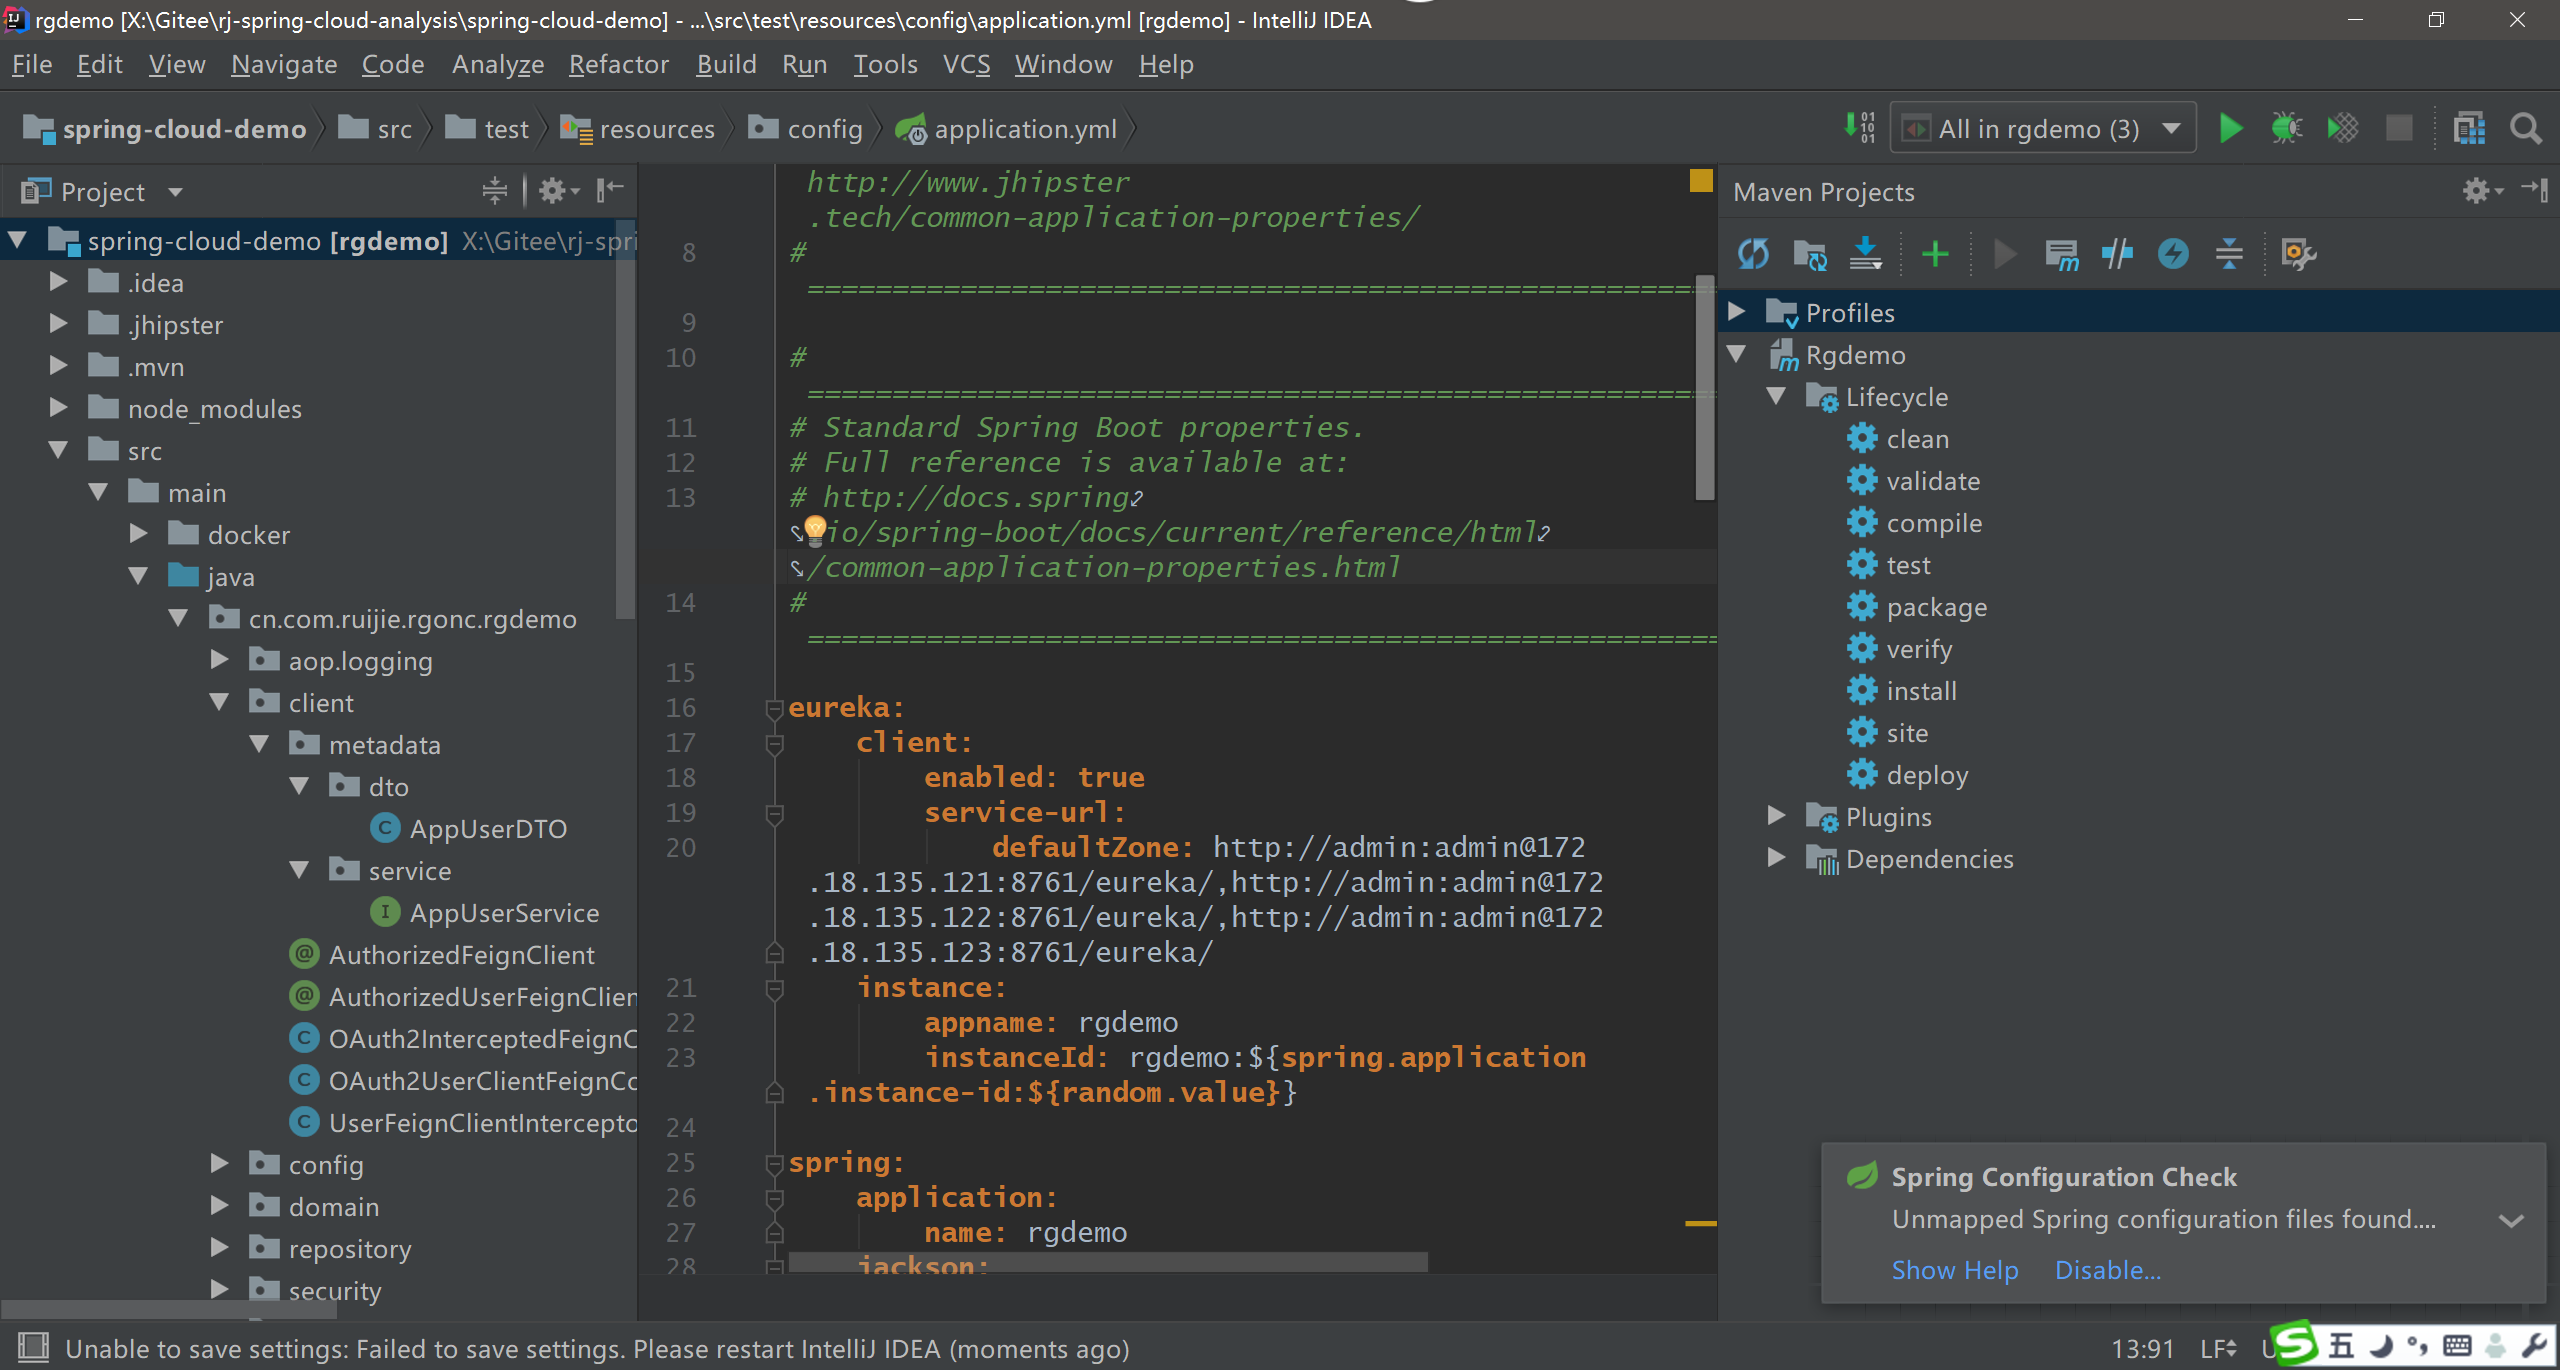 rgdemo [X:\Gitee\rj-spring-cloud-analysis\spring-cloud-demo] - ...\src\test\resources\config\application.yml [rgdemo] - IntelliJ IDEA
File Edit View Navigate Code Analyze Refactor Build Run Tools VCS Window Help
spring-cloud-demo src test resources config application.yml
All in rgdemo (3)
Project
spring-cloud-demo [rgdemo] X:\Gitee\rj-spri
.idea
.jhipster
.mvn
node_modules
src
main
docker
java
cn.com.ruijie.rgonc.rgdemo
aop.logging
client
metadata
dto
AppUserDTO
service
AppUserService
AuthorizedFeignClient
AuthorizedUserFeignClien
OAuth2InterceptedFeignC
OAuth2UserClientFeignCo
UserFeignClientIntercepto
config
domain
repository
security
http://www.jhipster
.tech/common-application-properties/
8 #
=====================================================
9
10 #
=====================================================
11 # Standard Spring Boot properties.
12 # Full reference is available at:
13 # http://docs.spring
io/spring-boot/docs/current/reference/html
/common-application-properties.html
14 #
=====================================================
15
16 eureka:
17 client:
18 enabled: true
19 service-url:
20 defaultZone: http://admin:admin@172
.18.135.121:8761/eureka/,http://admin:admin@172
.18.135.122:8761/eureka/,http://admin:admin@172
.18.135.123:8761/eureka/
21 instance:
22 appname: rgdemo
23 instanceId: rgdemo:${spring.application
.instance-id:${random.value}}
24
25 spring:
26 application:
27 name: rgdemo
28 jackson:
Maven Projects
Profiles
Rgdemo
Lifecycle
clean
validate
compile
test
package
verify
install
site
deploy
Plugins
Dependencies
Spring Configuration Check
Unmapped Spring configuration files found....
Show Help Disable...
Unable to save settings: Failed to save settings. Please restart IntelliJ IDEA (moments ago)
13:91 LF
五